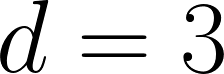 d = 3